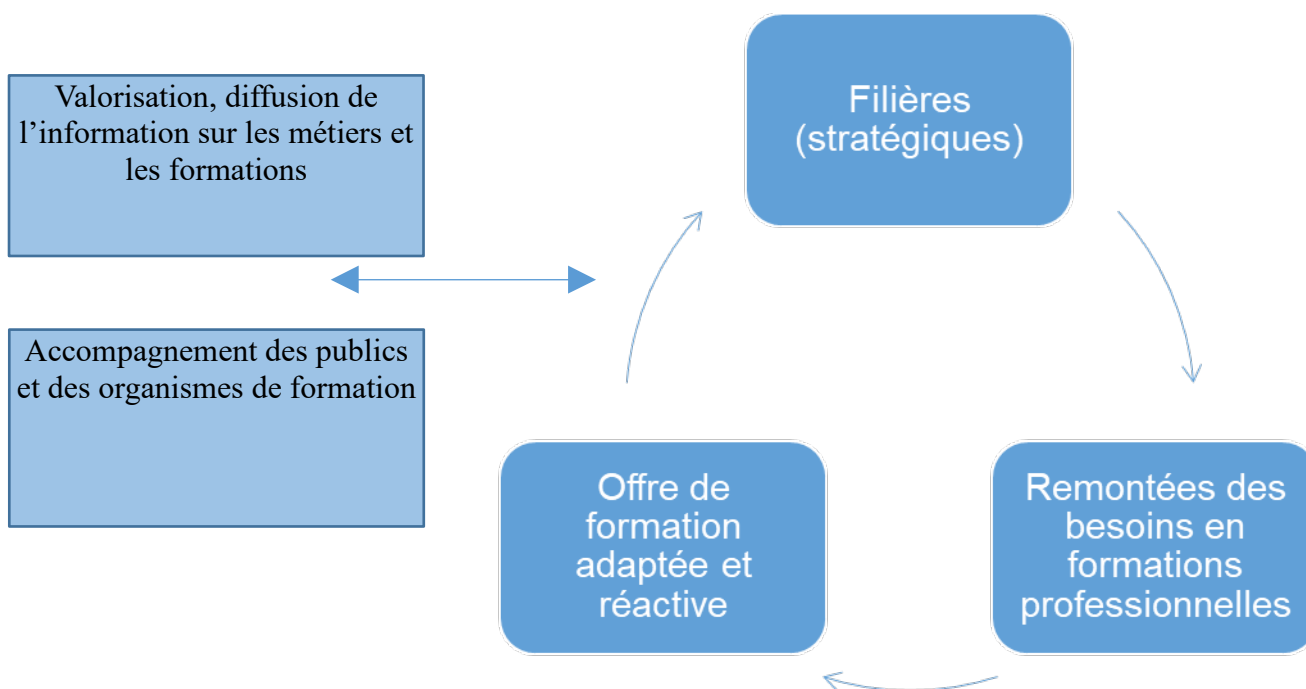 Valorisation, diffusion de
l’information sur les métiers et
les formations
Accompagnement des publics
et des organismes de formation
Filières
(stratégiques)
Offre de
formation
adaptée et
réactive
Remontées des
besoins en
formations
professionnelles